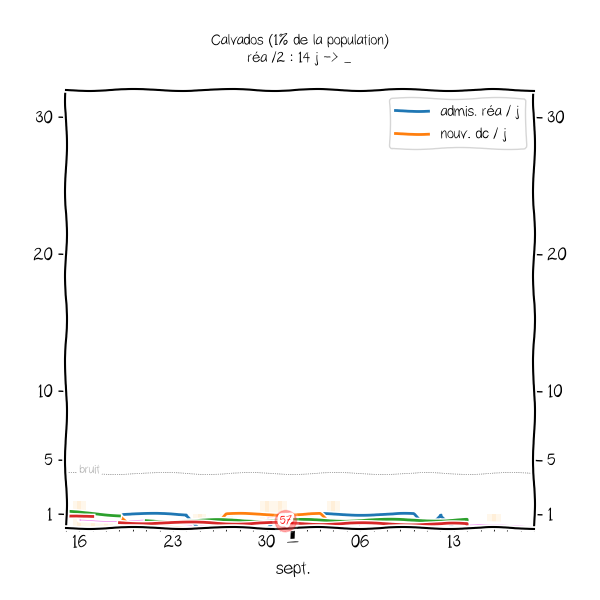 Calvados (1% de la population)
réa /2 : 14 j -> _
admis. réa / j
nouv. dc / j
30 30
20 20
10 10
5 5
bruit
1 1
57
16 23 30 06 13
sept.